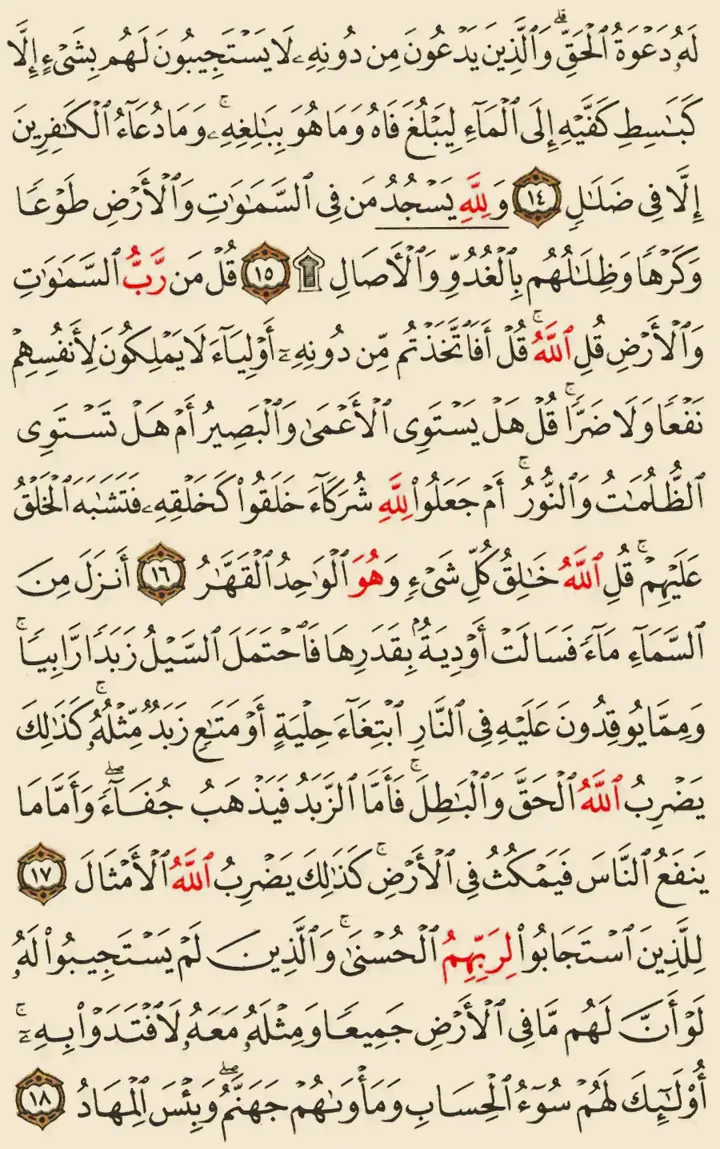 لَهُۥ دَعۡوَةُ ٱلۡحَقِّۚ وَٱلَّذِينَ يَدۡعُونَ مِن دُونِهِۦ لَا يَسۡتَجِيبُونَ لَهُم بِشَيۡءٍ إِلَّا
كَبَٰسِطِ كَفَّيۡهِ إِلَى ٱلۡمَآءِ لِيَبۡلُغَ فَاهُ وَمَا هُوَ بِبَٰلِغِهِۦۚ وَمَا دُعَآءُ ٱلۡكَٰفِرِينَ
إِلَّا فِي ضَلَٰلٖ ١٤ وَلِلَّهِۤ يَسۡجُدُۤ مَن فِي ٱلسَّمَٰوَٰتِ وَٱلۡأَرۡضِ طَوۡعٗا
وَكَرۡهٗا وَظِلَٰلُهُم بِٱلۡغُدُوِّ وَٱلۡأٓصَالِ ۩ ١٥ قُلۡ مَن رَّبُّ ٱلسَّمَٰوَٰتِ
وَٱلۡأَرۡضِ قُلِ ٱللَّهُۚ قُلۡ أَفَٱتَّخَذۡتُم مِّن دُونِهِۦٓ أَوۡلِيَآءَ لَا يَمۡلِكُونَ لِأَنفُسِهِمۡ
نَفۡعٗا وَلَا ضَرّٗاۚ قُلۡ هَلۡ يَسۡتَوِي ٱلۡأَعۡمَىٰ وَٱلۡبَصِيرُ أَمۡ هَلۡ تَسۡتَوِي
ٱلظُّلُمَٰتُ وَٱلنُّورُۚ أَمۡ جَعَلُواْ لِلَّهِ شُرَكَآءَ خَلَقُواْ كَخَلۡقِهِۦ فَتَشَٰبَهَ ٱلۡخَلۡقُ
عَلَيۡهِمۡۚ قُلِ ٱللَّهُ خَٰلِقُ كُلِّ شَيۡءٖ وَهُوَ ٱلۡوَٰحِدُ ٱلۡقَهَّٰرُ ١٦ أَنزَلَ مِنَ
ٱلسَّمَآءِ مَآءٗ فَسَالَتۡ أَوۡدِيَةُۢ بِقَدَرِهَا فَٱحۡتَمَلَ ٱلسَّيۡلُ زَبَدٗا رَّابِيٗاۚ
وَمِمَّا يُوقِدُونَ عَلَيۡهِ فِي ٱلنَّارِ ٱبۡتِغَآءَ حِلۡيَةٍ أَوۡ مَتَٰعٖ زَبَدٞ مِّثۡلُهُۥۚ كَذَٰلِكَ
يَضۡرِبُ ٱللَّهُ ٱلۡحَقَّ وَٱلۡبَٰطِلَۚ فَأَمَّا ٱلزَّبَدُ فَيَذۡهَبُ جُفَآءٗۖ وَأَمَّا مَا
يَنفَعُ ٱلنَّاسَ فَيَمۡكُثُ فِي ٱلۡأَرۡضِۚ كَذَٰلِكَ يَضۡرِبُ ٱللَّهُ ٱلۡأَمۡثَالَ ١٧
لِلَّذِينَ ٱسۡتَجَابُواْ لِرَبِّهِمُ ٱلۡحُسۡنَىٰۚ وَٱلَّذِينَ لَمۡ يَسۡتَجِيبُواْ لَهُۥ
لَوۡ أَنَّ لَهُم مَّا فِي ٱلۡأَرۡضِ جَمِيعٗا وَمِثۡلَهُۥ مَعَهُۥ لَٱفۡتَدَوۡاْ بِهِۦٓۚ
أُوْلَٰٓئِكَ لَهُمۡ سُوٓءُ ٱلۡحِسَابِ وَمَأۡوَىٰهُمۡ جَهَنَّمُۖ وَبِئۡسَ ٱلۡمِهَادُ ١٨